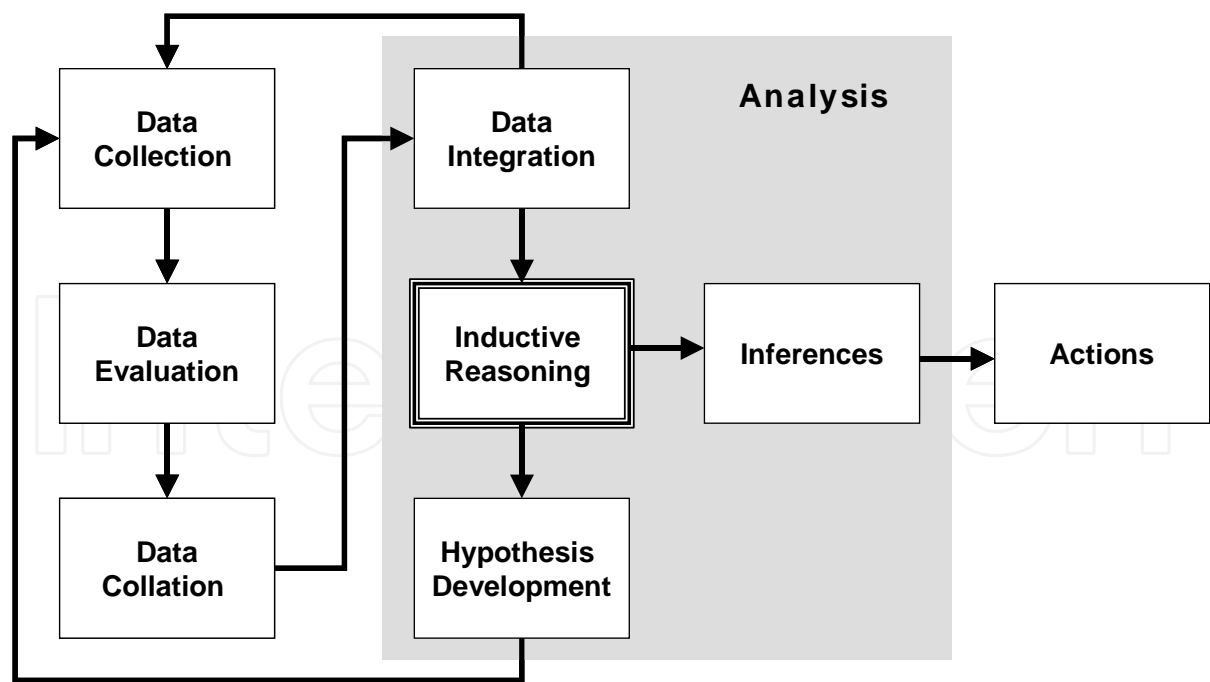 Analysis
Data
Collection
Data
Integration
Data
Evaluation
Inductive
Reasoning
Inferences
Actions
Data
Collation
Hypothesis
Development